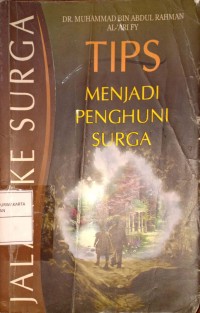 DR. MUHAMMAD BIN ABDUL RAHMAN
TIPS
MENJADI
PENGHUNI
SURGA
KE SURGA